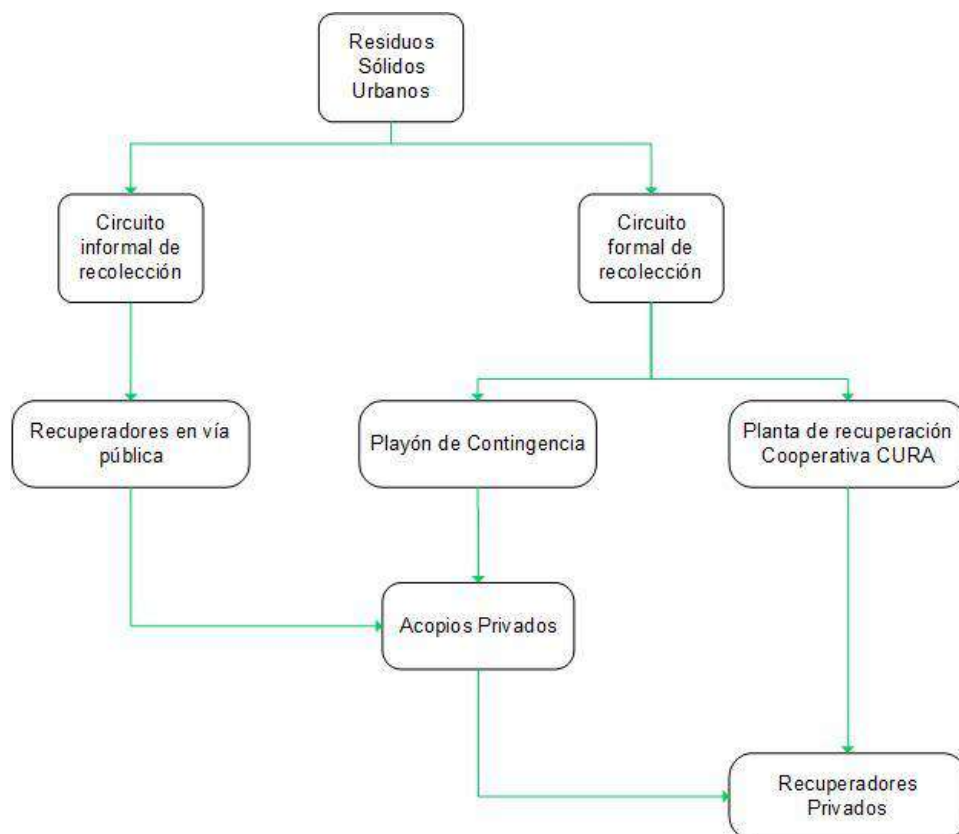 Residuos
Sólidos
Urbanos
Circuito
informal de
recolección
Circuito
formal de
recolección
Recuperadores en vía
pública
Playón de Contingencia
Planta de recuperación
Cooperativa CURA
Acopios Privados
Recuperadores
Privados